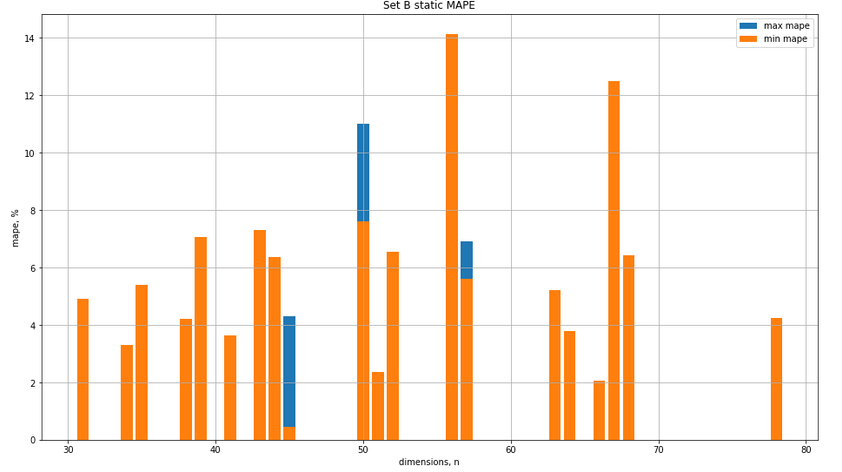 Set B static MAPE
max mape
min mape
mape, %
14
12
10
8
6
4
2
0
30 40 50 60 70 80
dimensions, n